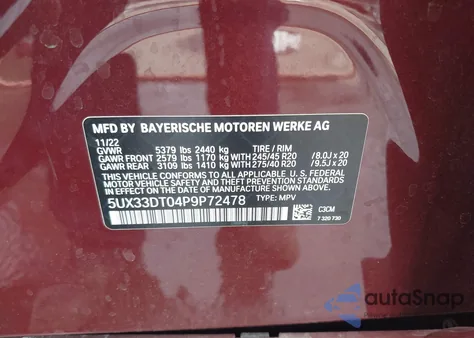 MFD BY BAYERISCHE MOTOREN WERKE AG
11/22
GVWR 5379 lbs 2440 kg TIRE / RIM
GAWR FRONT 2579 lbs 1170 kg WITH 245/45 R20 /8.0J x 20
GAWR REAR 3109 lbs 1410 kg WITH 275/40 R20 /9.5J x 20
THIS VEHICLE CONFORMS TO ALL APPLICABLE U.S. FEDERAL
MOTOR VEHICLE SAFETY AND THEFT PREVENTION STANDARDS
IN EFFECT ON THE DATE OF MANUFACTURE SHOWN ABOVE.
5UX33DT04P9P72478 TYPE: MPV C3CM
7 320 730
autoSnap